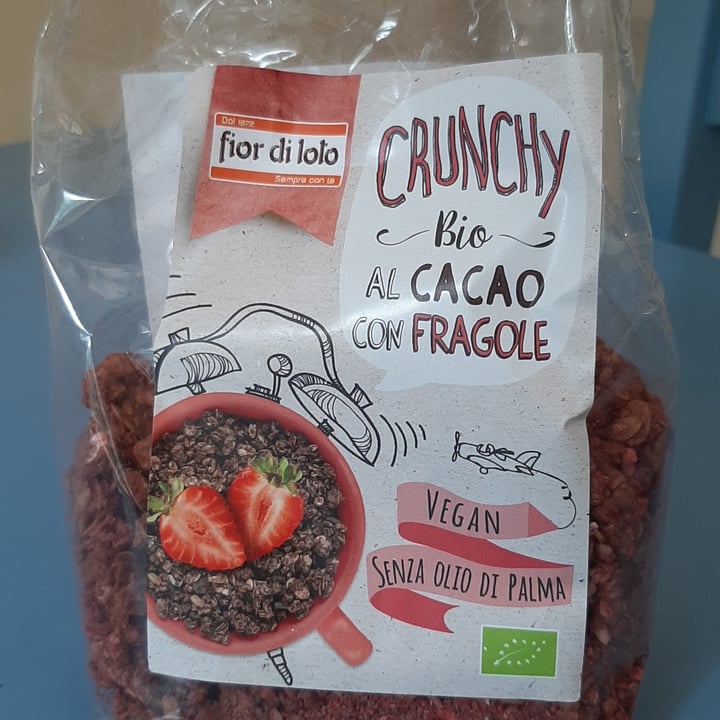 Dal 1972
fior di loto
Sempre con te
CRUNCHY
Bio
AL CACAO
CON FRAGOLE
VEGAN
SENZA OLIO DI PALMA